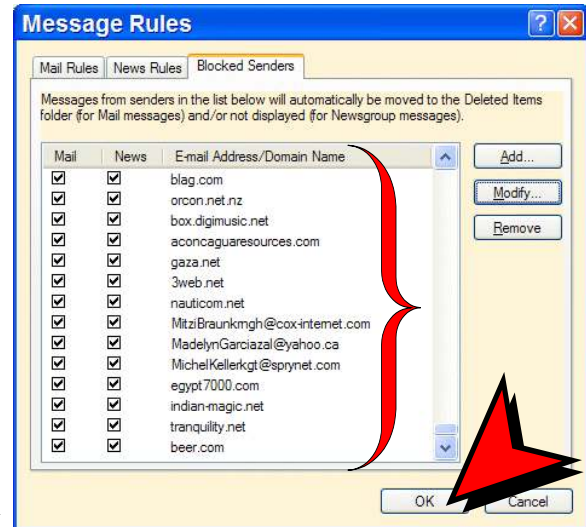 Message Rules
Mail Rules News Rules Blocked Senders
Messages from senders in the list below will automatically be moved to the Deleted Items
folder (for Mail messages) and/or not displayed (for Newsgroup messages).
Mail News E-mail Address/Domain Name
blag.com
orcon.net.nz
box.digimusic.net
aconcaguaresources.com
gaza.net
3web.net
nauticom.net
MitziBraunkrngh@cox-internet.com
MadelynGarciazal@yahoo.ca
MichelKellerkgt@sprynet.com
egypt7000.com
indian-magic.net
tranquility.net
beer.com
Add...
Modify...
Remove
OK Cancel